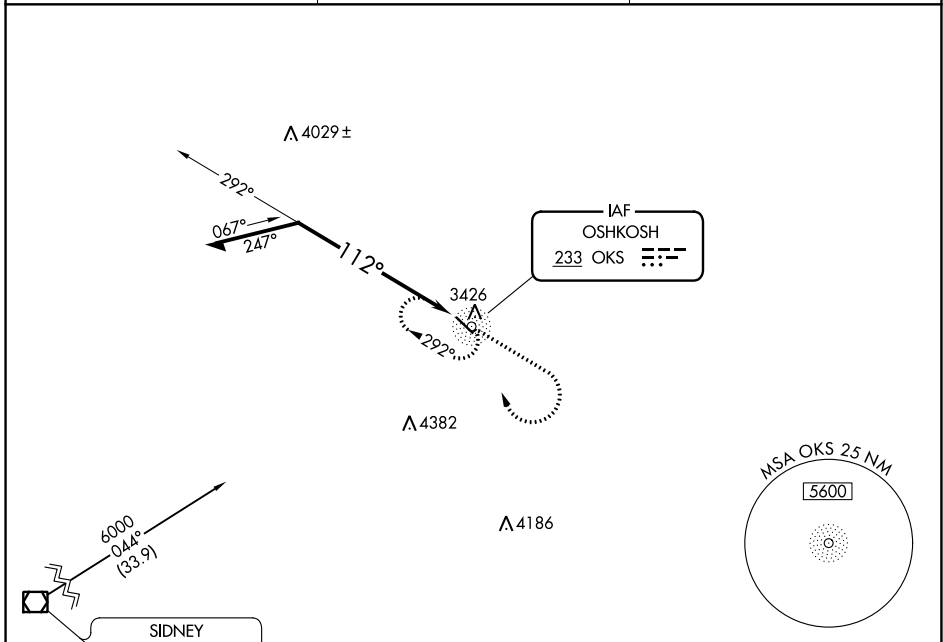 4029 ±
292°
067°
247°
112°
IAF
OSHKOSH
233 OKS
3426
292°
4382
MSA OKS 25 NM
5600
4186
6000
044°
(33.9)
SIDNEY